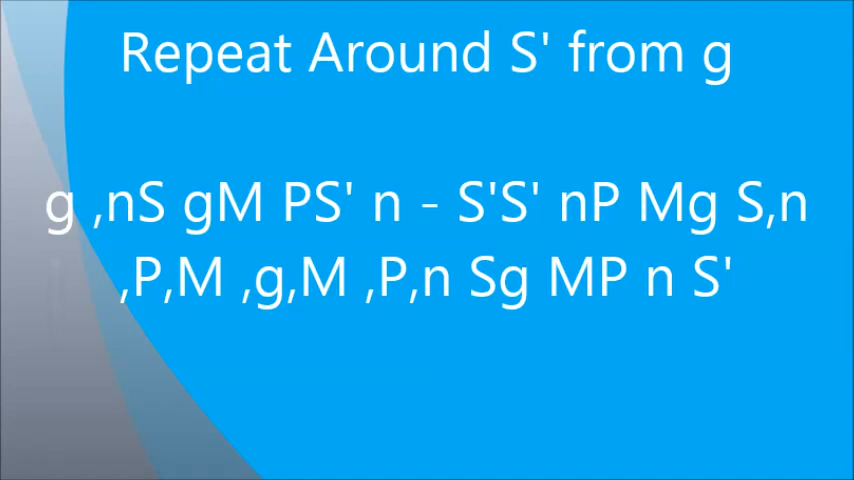 Repeat Around S' from g
g ,nS gM PS' n - S'S' nP Mg S,n
,P,M ,g,M ,P,n Sg MP n S'